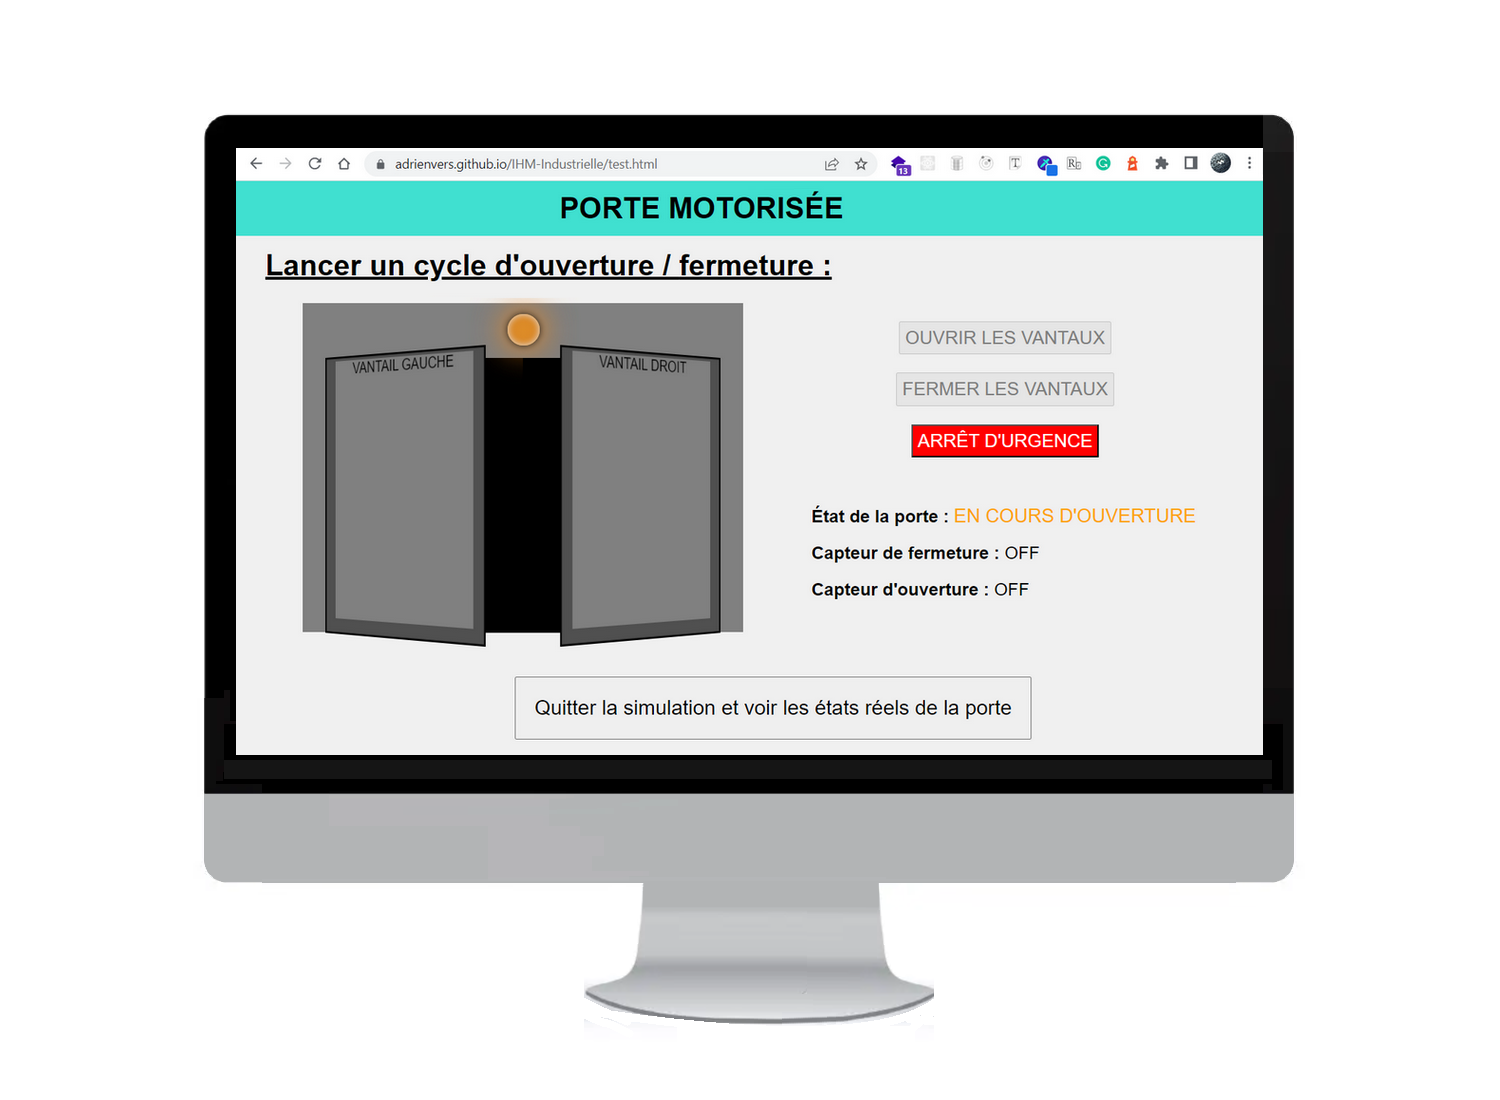 adrienvers.github.io/IHM-Industrielle/test.html
13
PORTE MOTORISÉE
Lancer un cycle d'ouverture / fermeture :
VANTAIL GAUCHE
VANTAIL DROIT
OUVRIR LES VANTAUX
FERMER LES VANTAUX
ARRÊT D'URGENCE
État de la porte : EN COURS D'OUVERTURE
Capteur de fermeture : OFF
Capteur d'ouverture : OFF
Quitter la simulation et voir les états réels de la porte